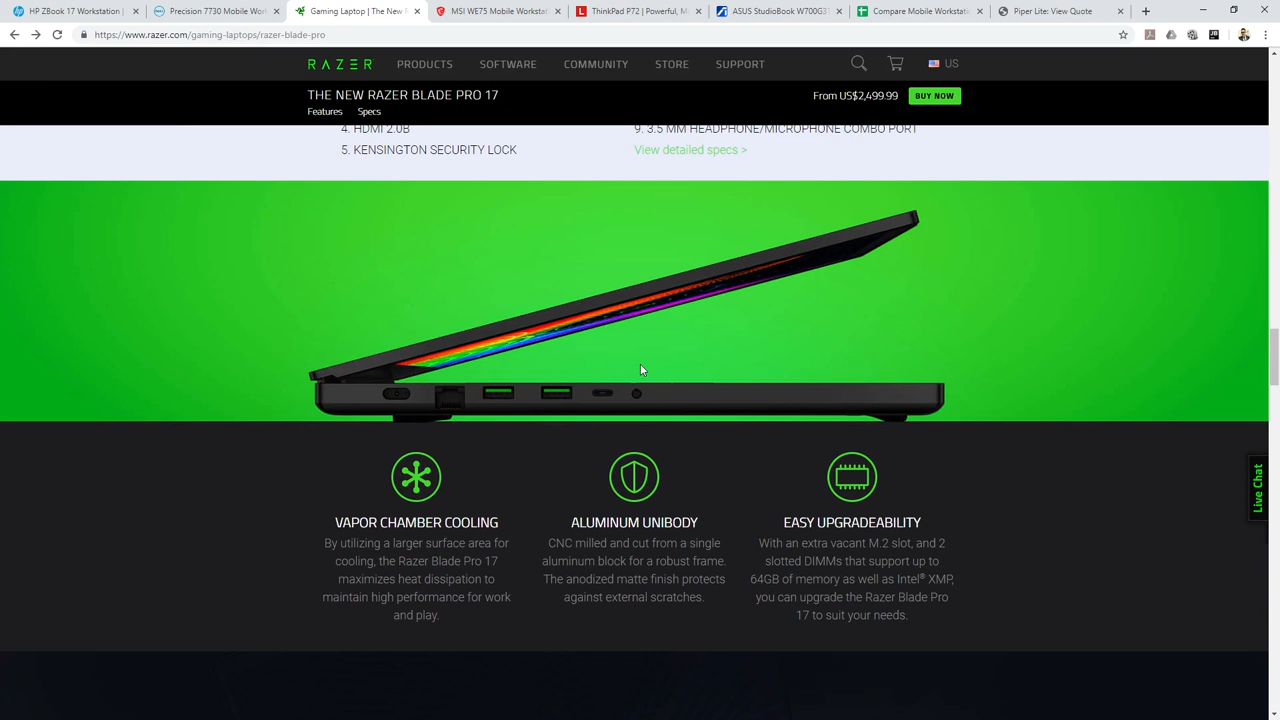 HP ZBook 17 Workstation |
Precision 7730 Mobile Wor
Gaming Laptop | The New R
MSI WE75 Mobile Workstat
ThinkPad P72 | Powerful, M
ASUS StudioBook W700G3T
Compare Mobile Workstatio
Piper Lite: View Quote
https://www.razer.com/gaming-laptops/razer-blade-pro
RAZER
PRODUCTS
SOFTWARE
COMMUNITY
STORE
SUPPORT
US
THE NEW RAZER BLADE PRO 17
From US$2,499.99
BUY NOW
Features
Specs
4. HDMI 2.0B
9. 3.5 MM HEADPHONE/MICROPHONE COMBO PORT
5. KENSINGTON SECURITY LOCK
View detailed specs >
VAPOR CHAMBER COOLING
By utilizing a larger surface area for
cooling, the Razer Blade Pro 17
maximizes heat dissipation to
maintain high performance for work
and play.
ALUMINUM UNIBODY
CNC milled and cut from a single
aluminum block for a robust frame.
The anodized matte finish protects
against external scratches.
EASY UPGRADEABILITY
With an extra vacant M.2 slot, and 2
slotted DIMMs that support up to
64GB of memory as well as Intel® XMP,
you can upgrade the Razer Blade Pro
17 to suit your needs.
Live Chat